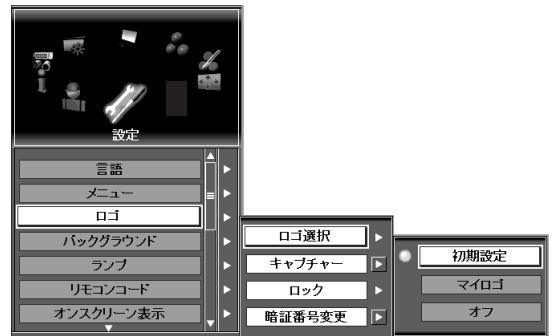 設定
言語
メニュー
ロゴ
バックグラウンド
ランプ
リモコンコード
オンスクリーン表示
ロゴ選択
キャプチャー
ロック
暗証番号変更
初期設定
マイロゴ
オフ